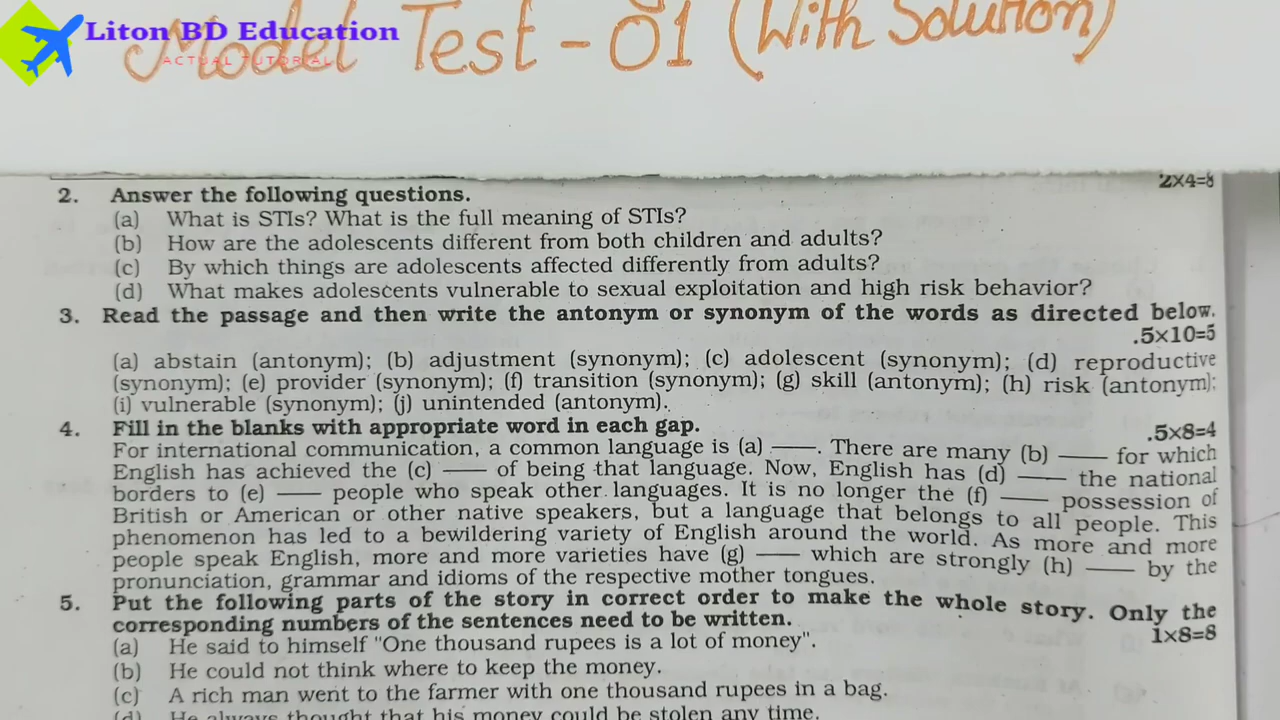 Liton BD Education
ACTUAL TUTORIAL
Model Test - 01 (With Solution)
2×4=8
2. Answer the following questions.
(a) What is STIs? What is the full meaning of STIs?
(b) How are the adolescents different from both children and adults?
(c) By which things are adolescents affected differently from adults?
(d) What makes adolescents vulnerable to sexual exploitation and high risk behavior?
3. Read the passage and then write the antonym or synonym of the words as directed below.
.5×10=5
(a) abstain (antonym); (b) adjustment (synonym); (c) adolescent (synonym); (d) reproductive
(synonym); (e) provider (synonym); (f) transition (synonym); (g) skill (antonym); (h) risk (antonym);
(i) vulnerable (synonym); (j) unintended (antonym).
4. Fill in the blanks with appropriate word in each gap. .5×8=4
For international communication, a common language is (a) ——. There are many (b) —— for which
English has achieved the (c) —— of being that language. Now, English has (d) —— the national
borders to (e) —— people who speak other languages. It is no longer the (f) —— possession of
British or American or other native speakers, but a language that belongs to all people. This
phenomenon has led to a bewildering variety of English around the world. As more and more
people speak English, more and more varieties have (g) —— which are strongly (h) —— by the
pronunciation, grammar and idioms of the respective mother tongues.
5. Put the following parts of the story in correct order to make the whole story. Only the
corresponding numbers of the sentences need to be written. 1×8=8
(a) He said to himself "One thousand rupees is a lot of money".
(b) He could not think where to keep the money.
(c) A rich man went to the farmer with one thousand rupees in a bag.
(d) He always thought that his money could be stolen any time.